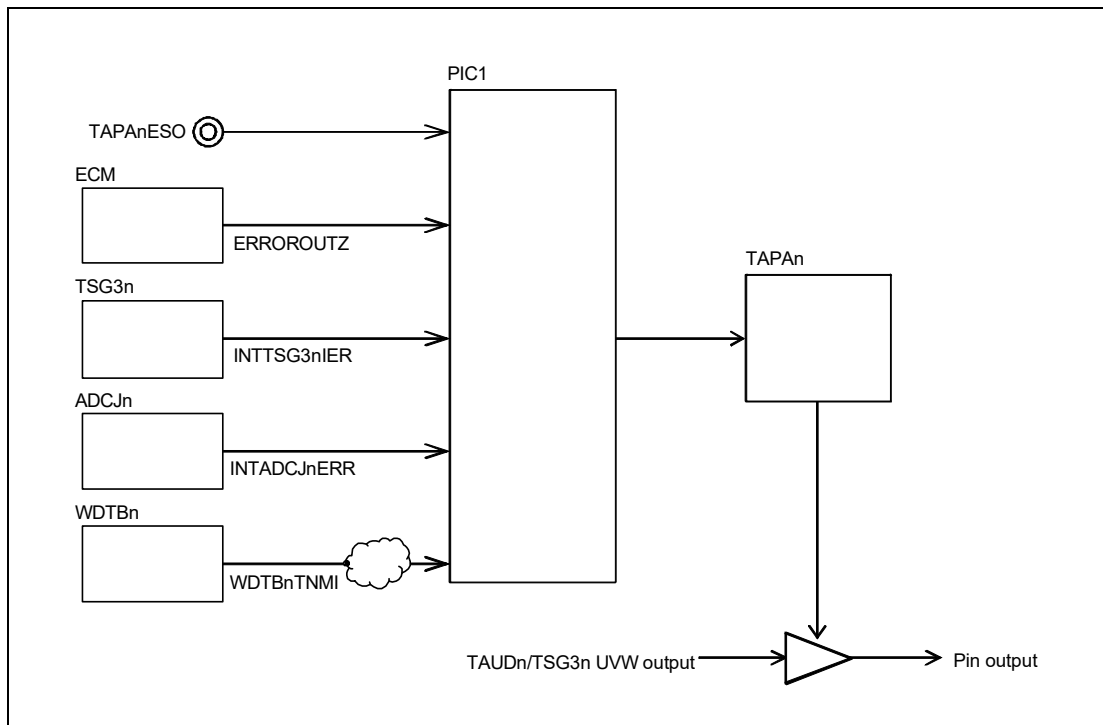 PIC1
TAPAnESO
ECM
ERROROUTZ
TSG3n
INTTSG3nIER
TAPAn
ADCJn
INTADCJnERR
WDTBn
WDTBnTNMI
TAUDn/TSG3n UVW output
Pin output